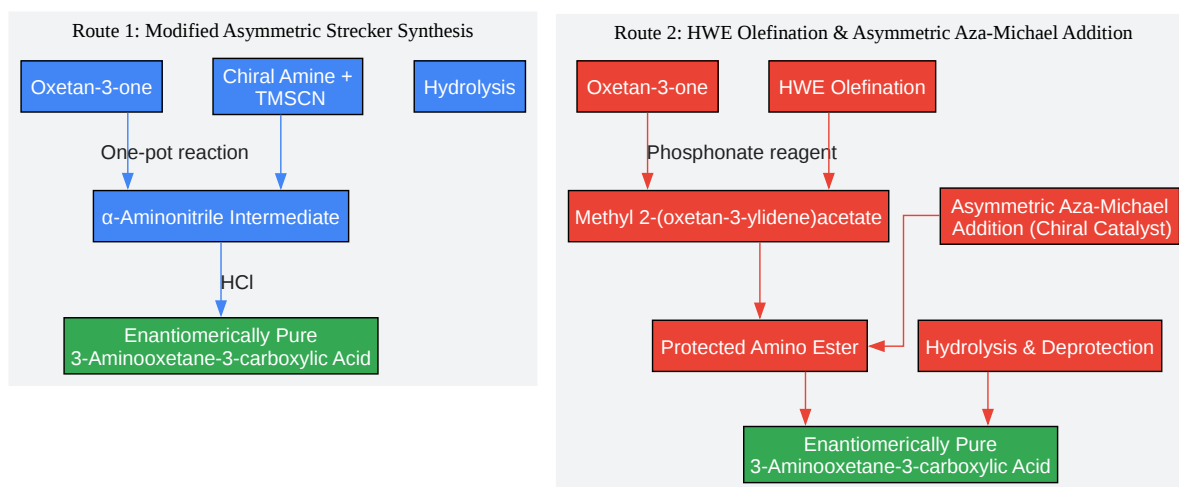 Route 1: Modified Asymmetric Strecker Synthesis
Oxetan-3-one
Chiral Amine +
TMSCN
Hydrolysis
One-pot reaction
α-Aminonitrile Intermediate
HCl
Enantiomerically Pure
3-Aminooxetane-3-carboxylic Acid
Route 2: HWE Olefination & Asymmetric Aza-Michael Addition
Oxetan-3-one
HWE Olefination
Phosphonate reagent
Methyl 2-(oxetan-3-ylidene)acetate
Asymmetric Aza-Michael
Addition (Chiral Catalyst)
Protected Amino Ester
Hydrolysis & Deprotection
Enantiomerically Pure
3-Aminooxetane-3-carboxylic Acid